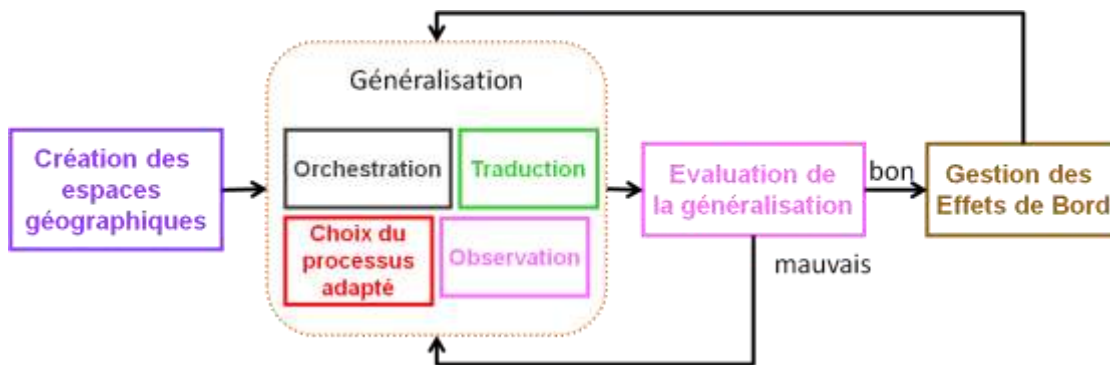 Généralisation
Création des
espaces
géographiques
Orchestration
Traduction
Choix du
processus
adapté
Observation
Evaluation de
la généralisation
bon
mauvais
Gestion des
Effets de Bord